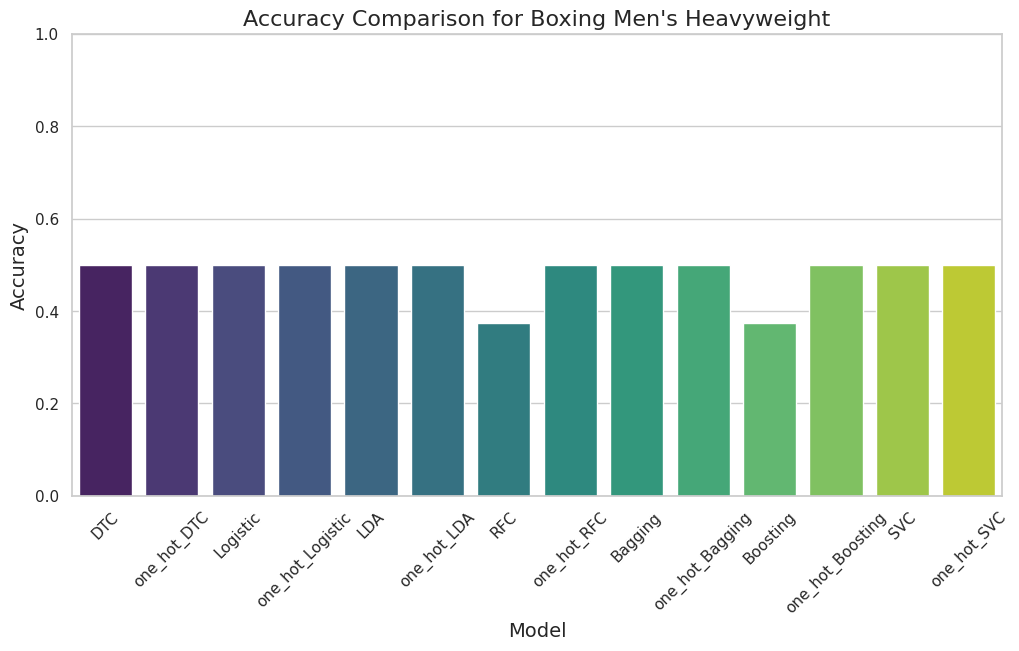 Accuracy Comparison for Boxing Men's Heavyweight
Accuracy
1.0
0.8
0.6
0.4
0.2
0.0
DTC
one_hot_DTC
Logistic
one_hot_Logistic
LDA
one_hot_LDA
RFC
one_hot_RFC
Bagging
one_hot_Bagging
Boosting
one_hot_Boosting
SVC
one_hot_SVC
Model